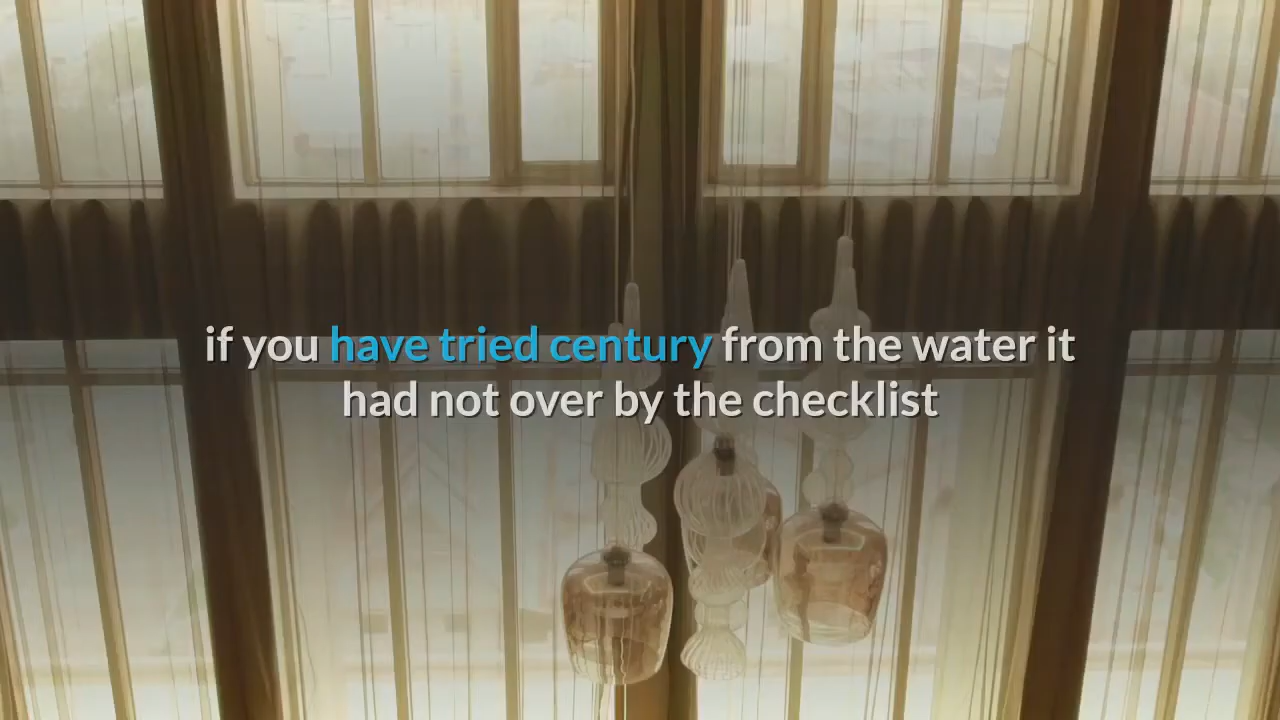 if you have tried century from the water it
had not over by the checklist